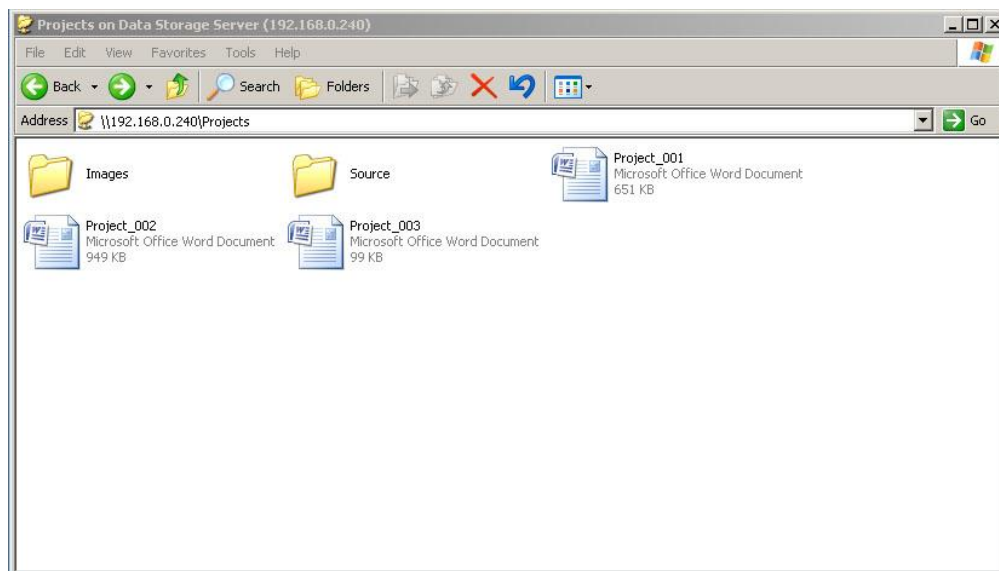 Projects on Data Storage Server (192.168.0.240)
File Edit View Favorites Tools Help
Back Search Folders
Address \\192.168.0.240\Projects Go
Images
Source
Project_001
Microsoft Office Word Document
651 KB
Project_002
Microsoft Office Word Document
949 KB
Project_003
Microsoft Office Word Document
99 KB